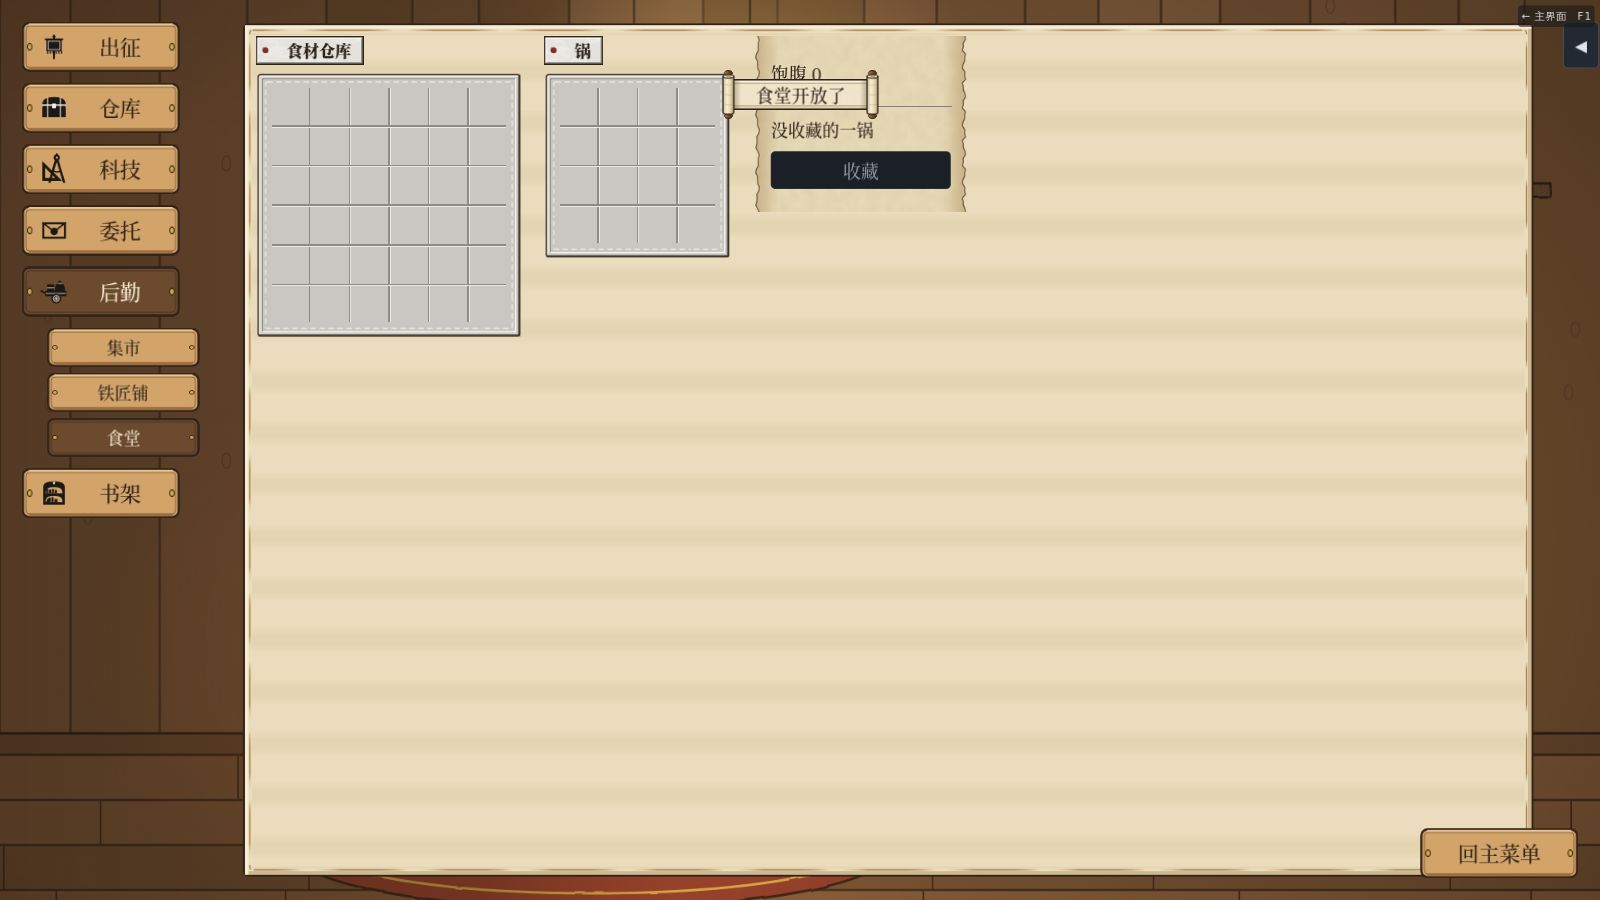 ← 主界面 F1
出征
仓库
科技
委托
后勤
集市
铁匠铺
食堂
书架
食材仓库
锅
饱腹 0
食堂开放了
没收藏的一锅
收藏
回主菜单